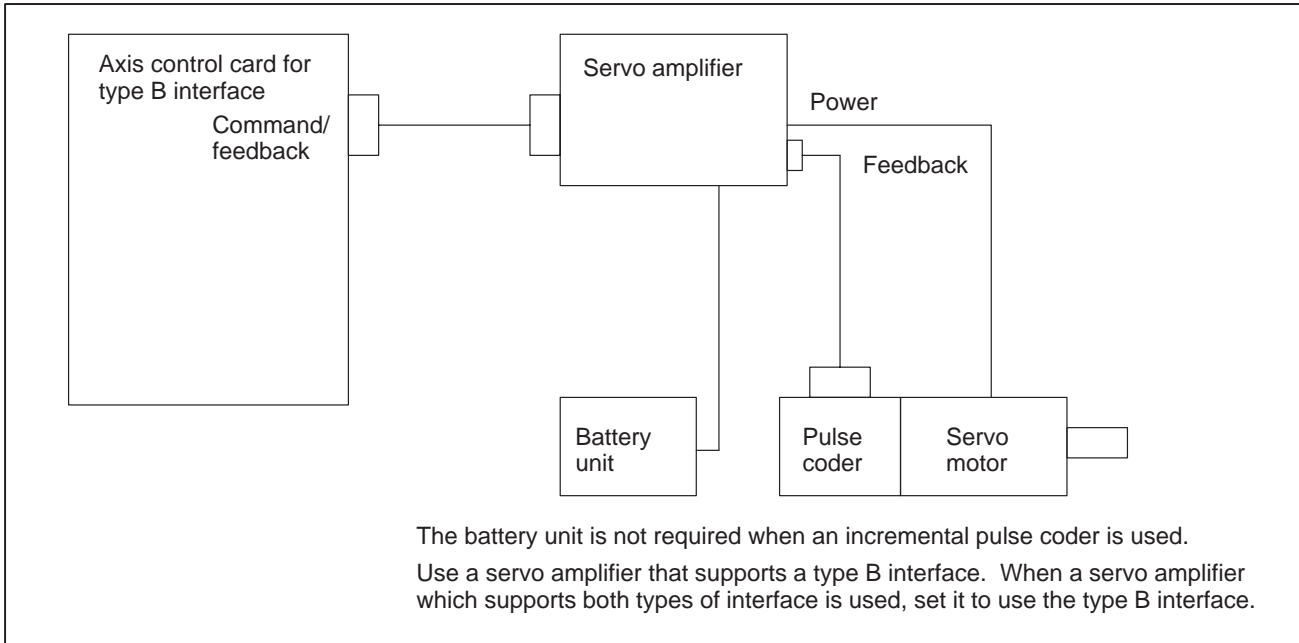 Axis control card for
type B interface
Command/
feedback
Servo amplifier
Power
Feedback
Battery
unit
Pulse
coder
Servo
motor
The battery unit is not required when an incremental pulse coder is used.
Use a servo amplifier that supports a type B interface.  When a servo amplifier
which supports both types of interface is used, set it to use the type B interface.